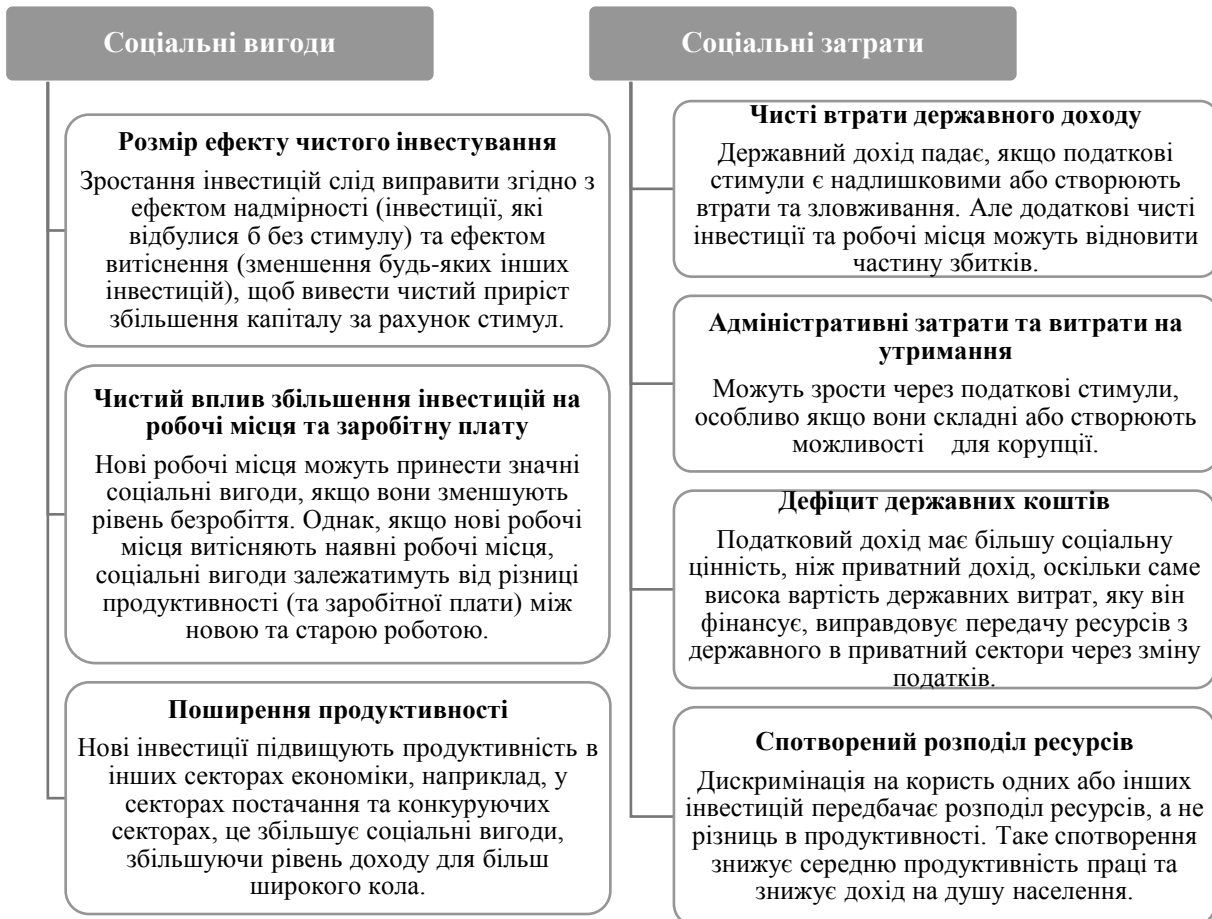 Соціальні вигоди
Розмір ефекту чистого інвестування
Зростання інвестицій слід виправити згідно з
ефектом надмірності (інвестиції, які
відбулися б без стимулу) та ефектом
витіснення (зменшення будь-яких інших
інвестицій), щоб вивести чистий приріст
збільшення капіталу за рахунок стимул.
Чистий вплив збільшення інвестицій на
робочі місця та заробітну плату
Нові робочі місця можуть принести значні
соціальні вигоди, якщо вони зменшують
рівень безробіття. Однак, якщо нові робочі
місця витісняють наявні робочі місця,
соціальні вигоди залежатимуть від різниці
продуктивності (та заробітної плати) між
новою та старою роботою.
Поширення продуктивності
Нові інвестиції підвищують продуктивність в
інших секторах економіки, наприклад, у
секторах постачання та конкуруючих
секторах, це збільшує соціальні вигоди,
збільшуючи рівень доходу для більш
широкого кола.
Соціальні затрати
Чисті втрати державного доходу
Державний дохід падає, якщо податкові
стимули є надлишковими або створюють
втрати та зловживання. Але додаткові чисті
інвестиції та робочі місця можуть відновити
частину збитків.
Адміністративні затрати та витрати на
утримання
Можуть зрости через податкові стимули,
особливо якщо вони складні або створюють
можливості для корупції.
Дефіцит державних коштів
Податковий дохід має більшу соціальну
цінність, ніж приватний дохід, оскільки саме
висока вартість державних витрат, яку він
фінансує, виправдовує передачу ресурсів з
державного в приватний сектори через зміну
податків.
Спотворений розподіл ресурсів
Дискримінація на користь одних або інших
інвестицій передбачає розподіл ресурсів, а не
різниць в продуктивності. Таке спотворення
знижує середню продуктивність праці та
знижує дохід на душу населення.